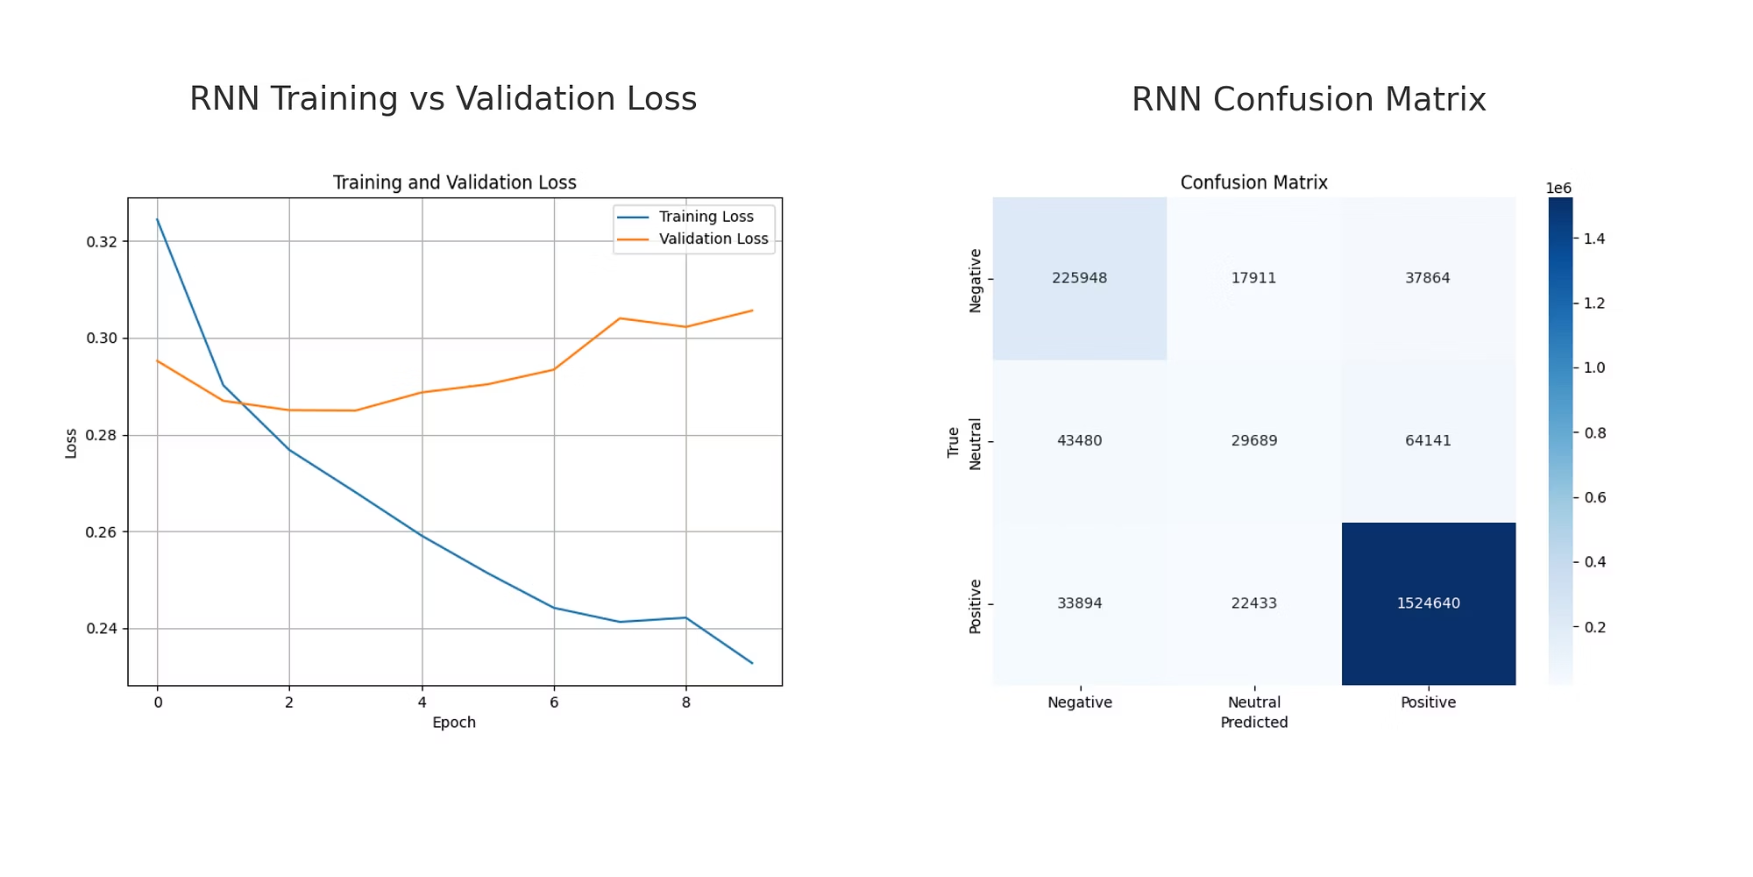 RNN Training vs Validation Loss
Training and Validation Loss
Training Loss
Validation Loss
0.32
0.30
0.28
0.26
0.24
Loss
0 2 4 6 8
Epoch
RNN Confusion Matrix
Confusion Matrix
1e6
Negative 225948 17911 37864
Neutral 43480 29689 64141
Positive 33894 22433 1524640
True
Negative Neutral Positive
Predicted
1.4
1.2
1.0
0.8
0.6
0.4
0.2